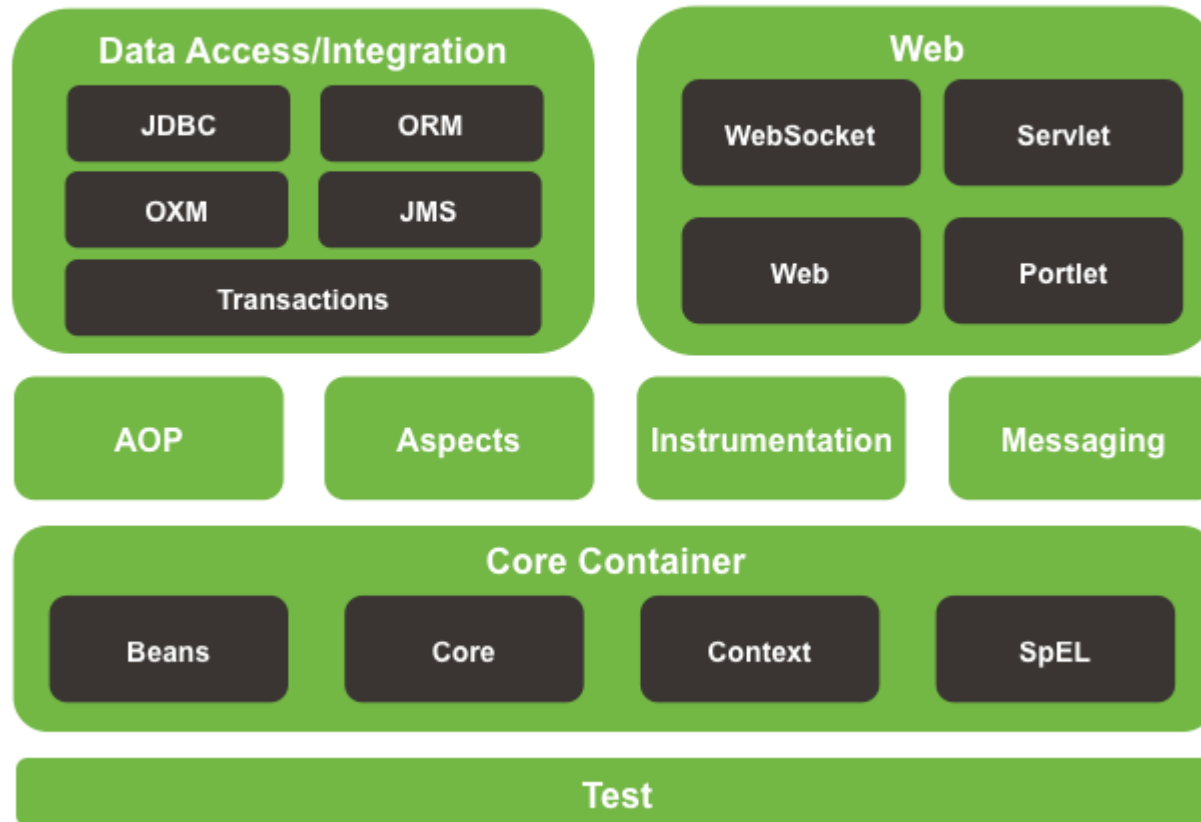 Data Access/Integration
JDBC
ORM
OXM
JMS
Transactions
Web
WebSocket
Servlet
Web
Portlet
AOP
Aspects
Instrumentation
Messaging
Core Container
Beans
Core
Context
SpEL
Test